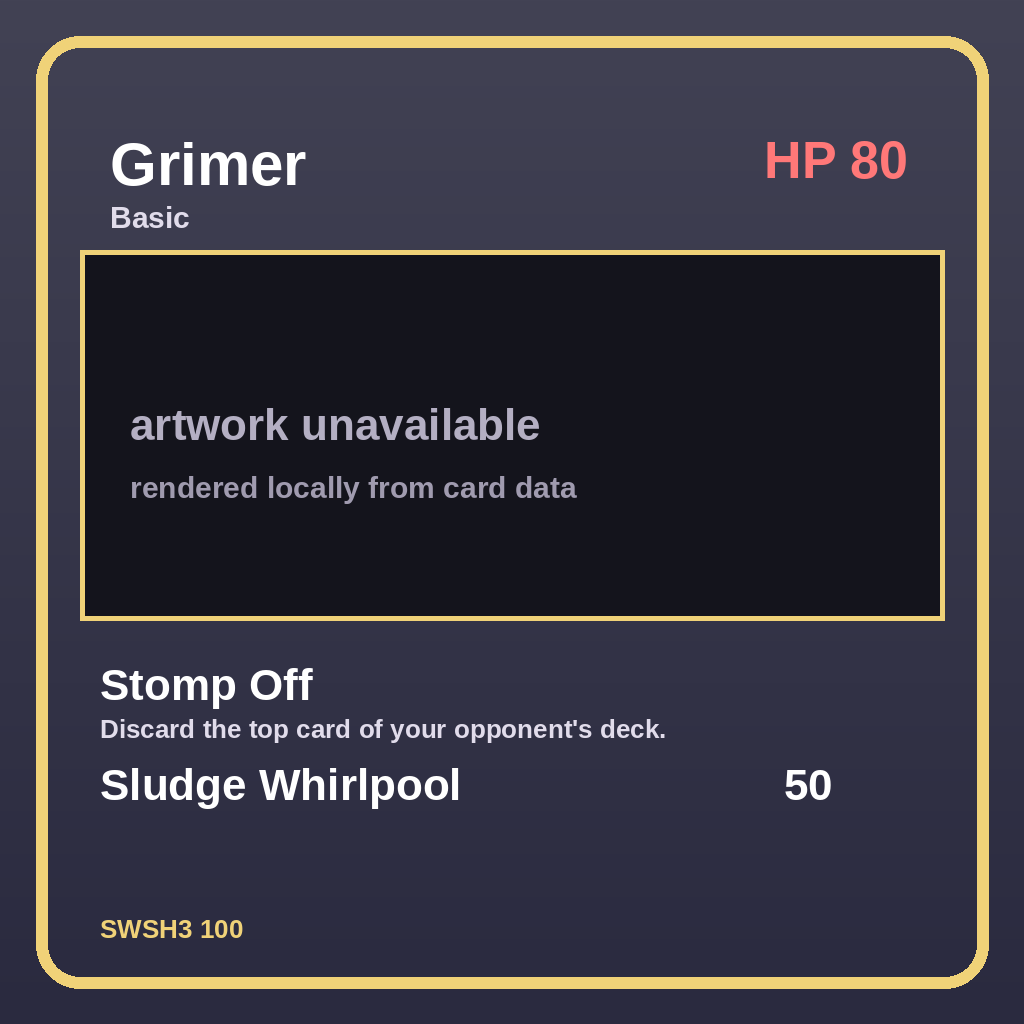 Grimer
HP 80
Basic
artwork unavailable
rendered locally from card data
Stomp Off
Discard the top card of your opponent's deck.
Sludge Whirlpool 50
SWSH3 100